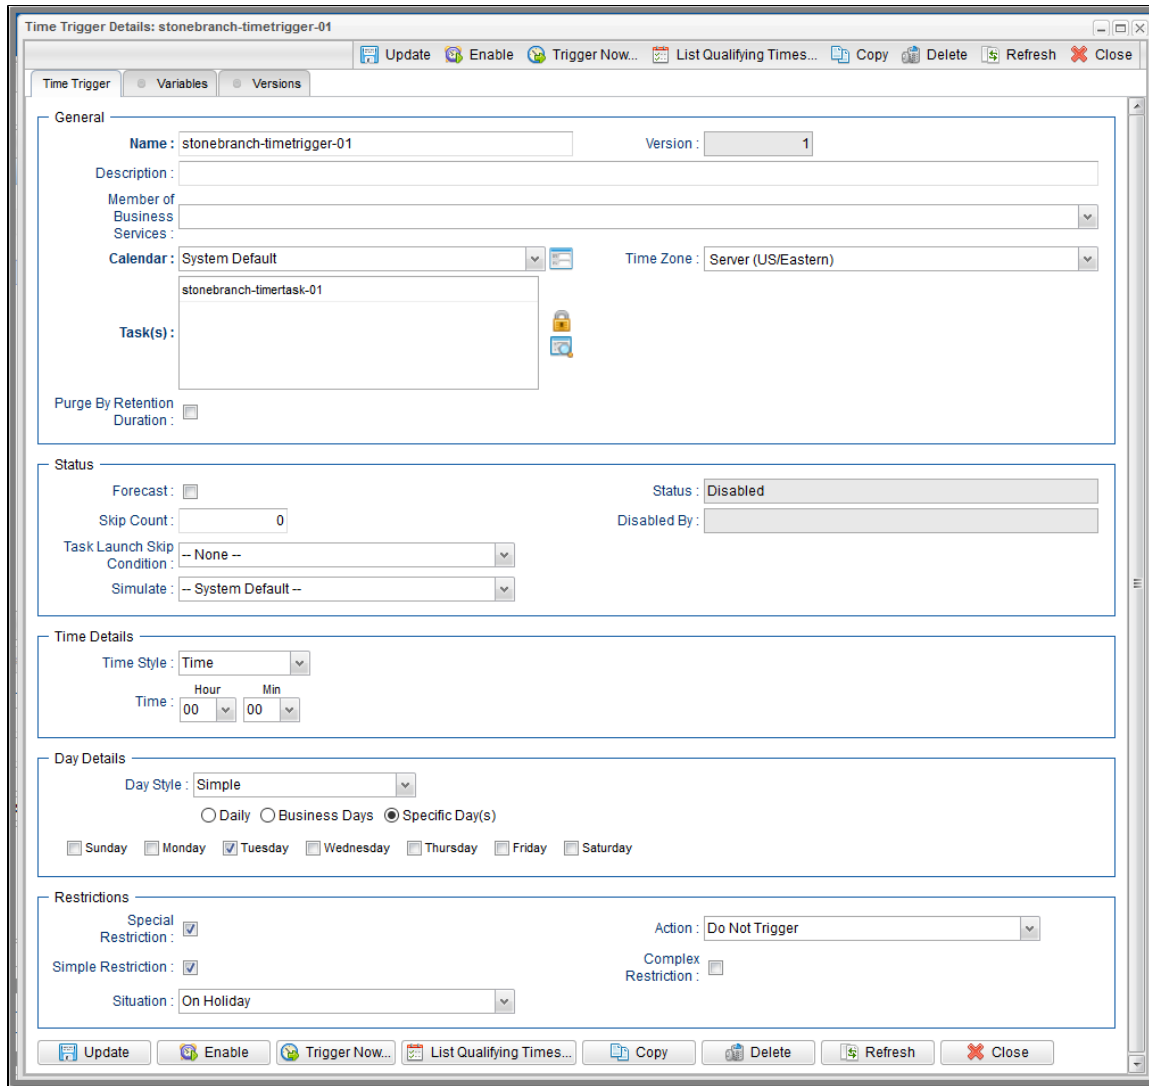 Time Trigger Details: stonebranch-timetrigger-01
Update Enable Trigger Now... List Qualifying Times... Copy Delete Refresh Close
Time Trigger Variables Versions
General
Name : stonebranch-timetrigger-01 Version : 1
Description :
Member of
Business
Services :
Calendar : System Default Time Zone : Server (US/Eastern)
stonebranch-timertask-01
Task(s) :
Purge By Retention
Duration :
Status
Forecast : Status : Disabled
Skip Count : 0 Disabled By :
Task Launch Skip
Condition : -- None --
Simulate : -- System Default --
Time Details
Time Style : Time
Hour Min
Time : 00 00
Day Details
Day Style : Simple
Daily Business Days Specific Day(s)
Sunday Monday Tuesday Wednesday Thursday Friday Saturday
Restrictions
Special
Restriction : Action : Do Not Trigger
Simple Restriction : Complex
Restriction :
Situation : On Holiday
Update Enable Trigger Now... List Qualifying Times... Copy Delete Refresh Close